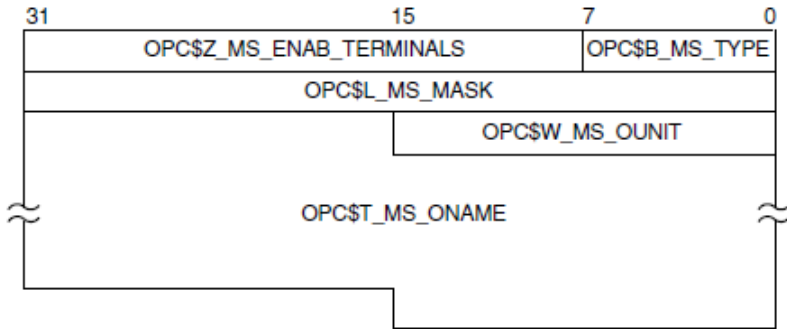 31 15 7 0
OPC$Z_MS_ENAB_TERMINALS OPC$B_MS_TYPE
OPC$L_MS_MASK
OPC$W_MS_OUNIT
OPC$T_MS_ONAME